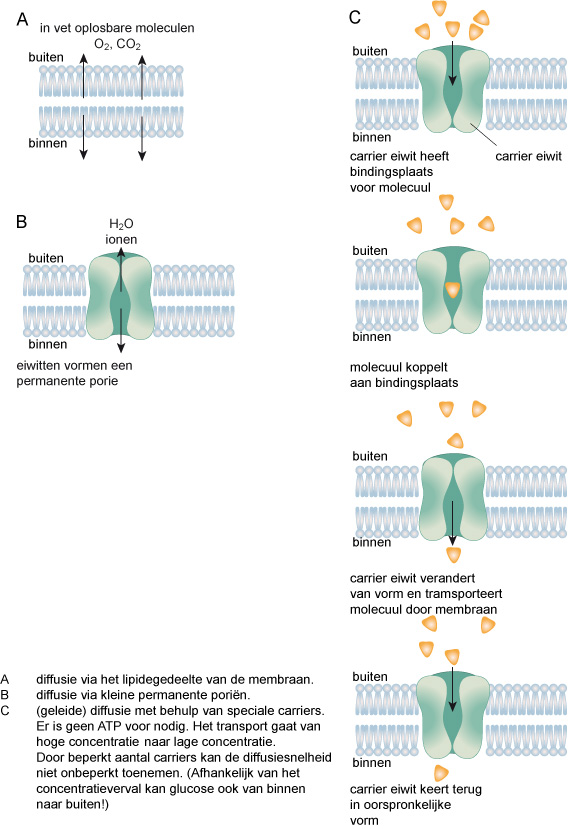 A
in vet oplosbare moleculen
O2, CO2
buiten
binnen
B
H2O
ionen
buiten
binnen
eiwitten vormen een
permanente porie
C
buiten
binnen
carrier eiwit heeft
bindingsplaats
voor molecuul
carrier eiwit
buiten
binnen
molecuul koppelt
aan bindingsplaats
buiten
binnen
carrier eiwit verandert
van vorm en transporteert
molecuul door membraan
buiten
binnen
carrier eiwit keert terug
in oorspronkelijke
vorm
A diffusie via het lipidegedeelte van de membraan.
B diffusie via kleine permanente poriën.
C (geleide) diffusie met behulp van speciale carriers.
Er is geen ATP voor nodig. Het transport gaat van
hoge concentratie naar lage concentratie.
Door beperkt aantal carriers kan de diffusiesnelheid
niet onbeperkt toenemen. (Afhankelijk van het
concentratieverval kan glucose ook van binnen
naar buiten!)